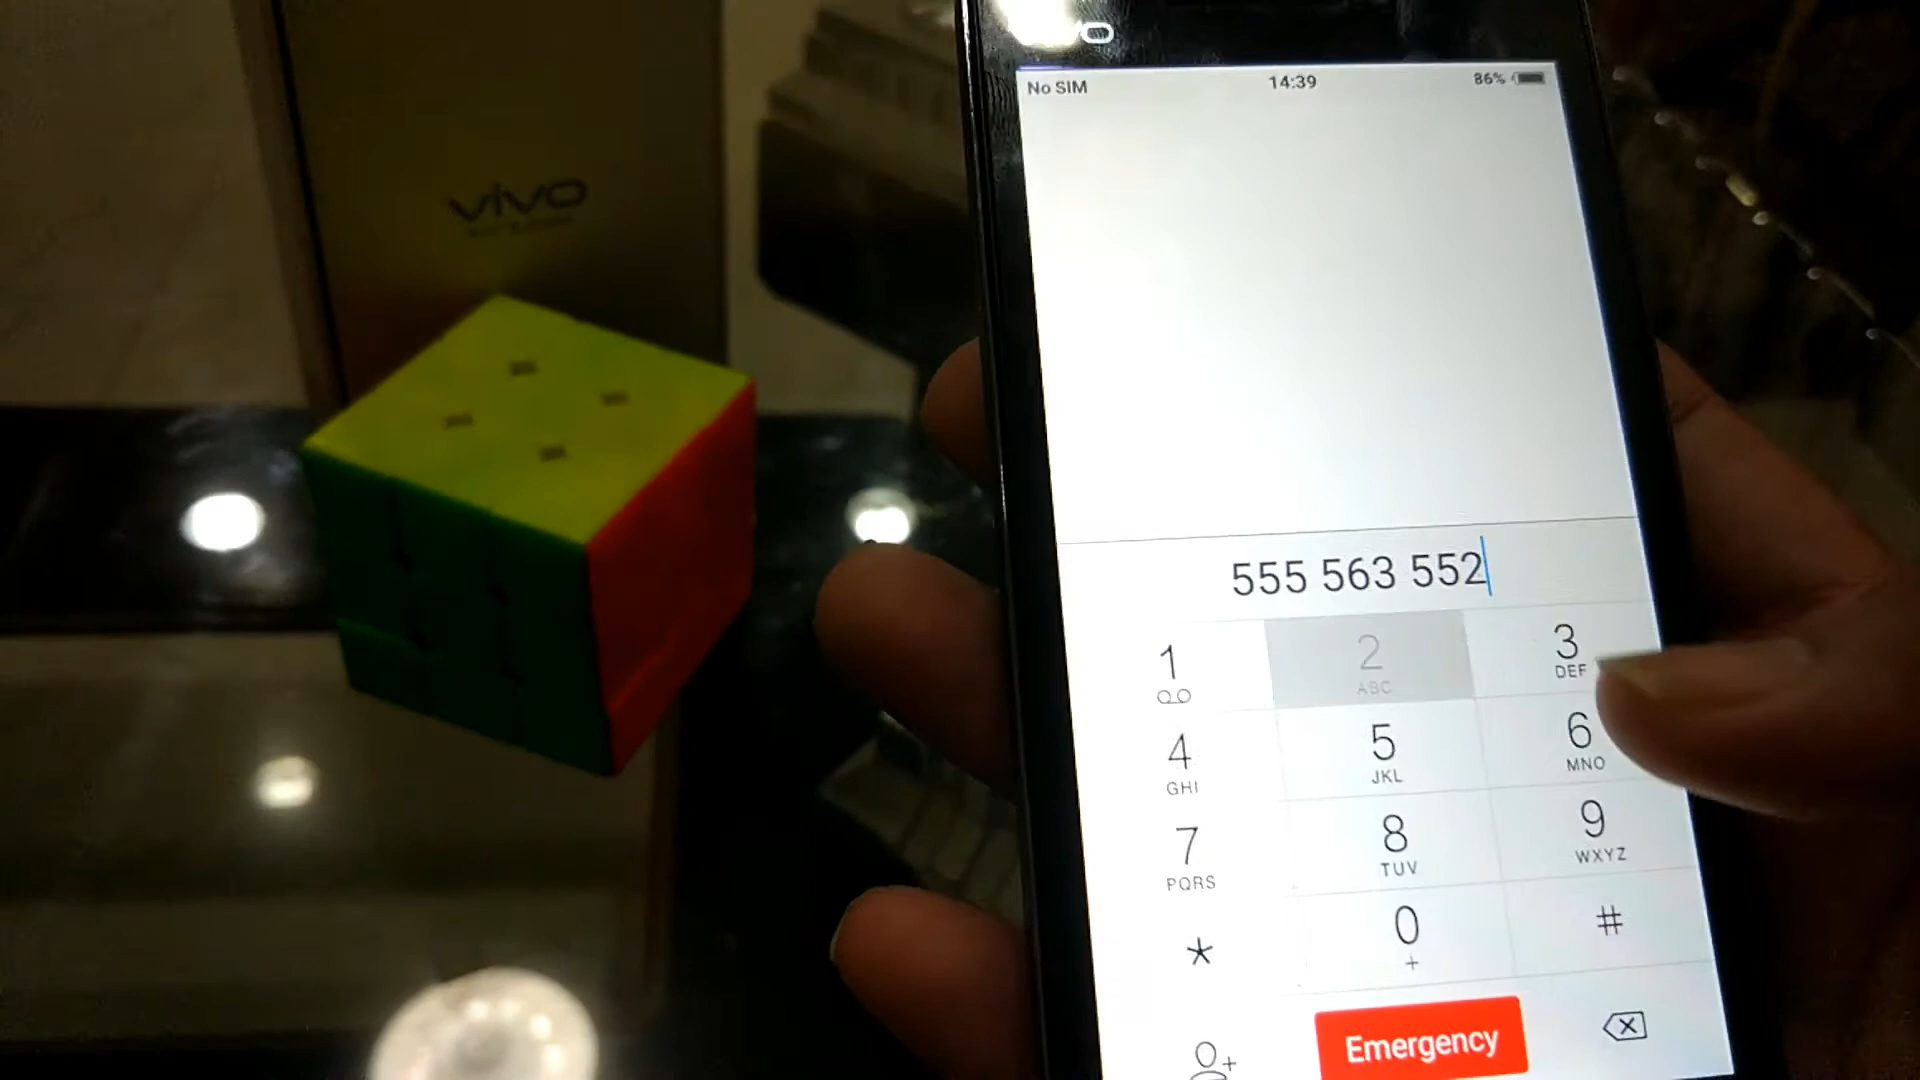 vivo
No SIM 14:39 86%
555 563 552
1 2 ABC 3 DEF
4 GHI 5 JKL 6 MNO
7 PQRS 8 TUV 9 WXYZ
* 0 + #
Emergency